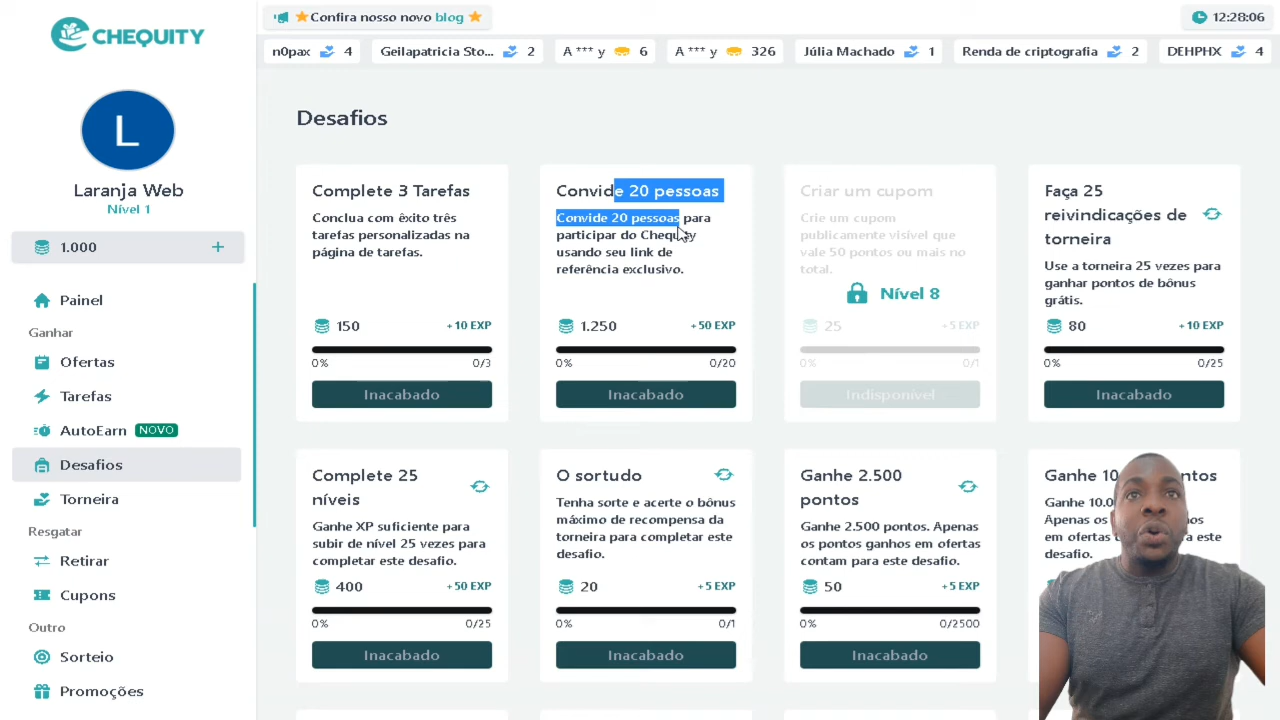 CHEQUITY
L
Laranja Web
Nível 1
1.000
+
Painel
Ganhar
Ofertas
Tarefas
AutoEarn NOVO
Desafios
Torneira
Resgatar
Retirar
Cupons
Outro
Sorteio
Promoções
Confira nosso novo blog
12:28:06
n0pax 4
Geilapatricia Sto... 2
A *** y 6
A *** y 326
Júlia Machado 1
Renda de criptografia 2
DEHPHX 4
Desafios
Complete 3 Tarefas
Conclua com êxito três
tarefas personalizadas na
página de tarefas.
150 +10 EXP
0% 0/3
Inacabado
Convide 20 pessoas
Convide 20 pessoas para
participar do Chequity
usando seu link de
referência exclusivo.
1.250 +50 EXP
0% 0/20
Inacabado
Criar um cupom
Crie um cupom
publicamente visível que
vale 50 pontos ou mais no
total.
Nível 8
25 +5 EXP
0% 0/1
Indisponível
Faça 25
reivindicações de
torneira
Use a torneira 25 vezes para
ganhar pontos de bônus
grátis.
80 +10 EXP
0% 0/25
Inacabado
Complete 25
níveis
Ganhe XP suficiente para
subir de nível 25 vezes para
completar este desafio.
400 +50 EXP
0% 0/25
Inacabado
O sortudo
Tenha sorte e acerte o bônus
máximo de recompensa da
torneira para completar este
desafio.
20 +5 EXP
0% 0/1
Inacabado
Ganhe 2.500
pontos
Ganhe 2.500 pontos. Apenas
os pontos ganhos em ofertas
contam para este desafio.
50 +5 EXP
0% 0/2500
Inacabado
Ganhe 10 ontos
Ganhe 10.0
Apenas os hos
em ofertas este
desafio.